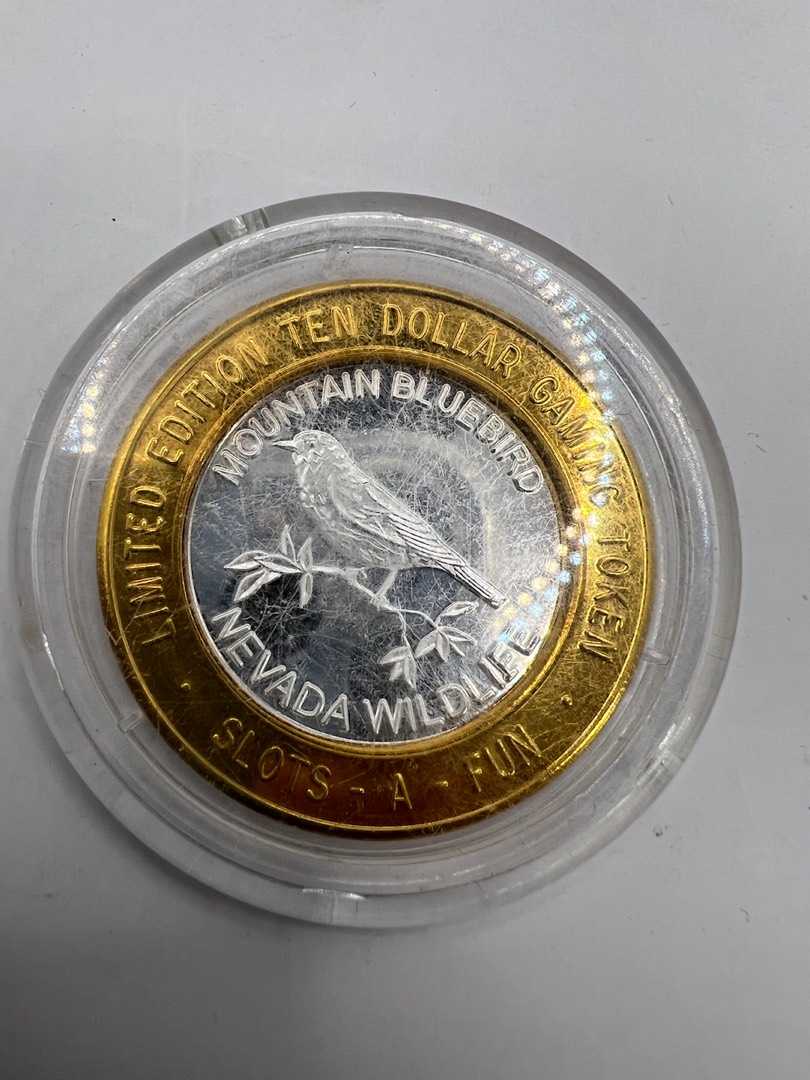 LIMITED EDITION TEN DOLLAR GAMING TOKEN
MOUNTAIN BLUEBIRD
NEVADA WILDLIFE
· SLOTS - A - FUN ·